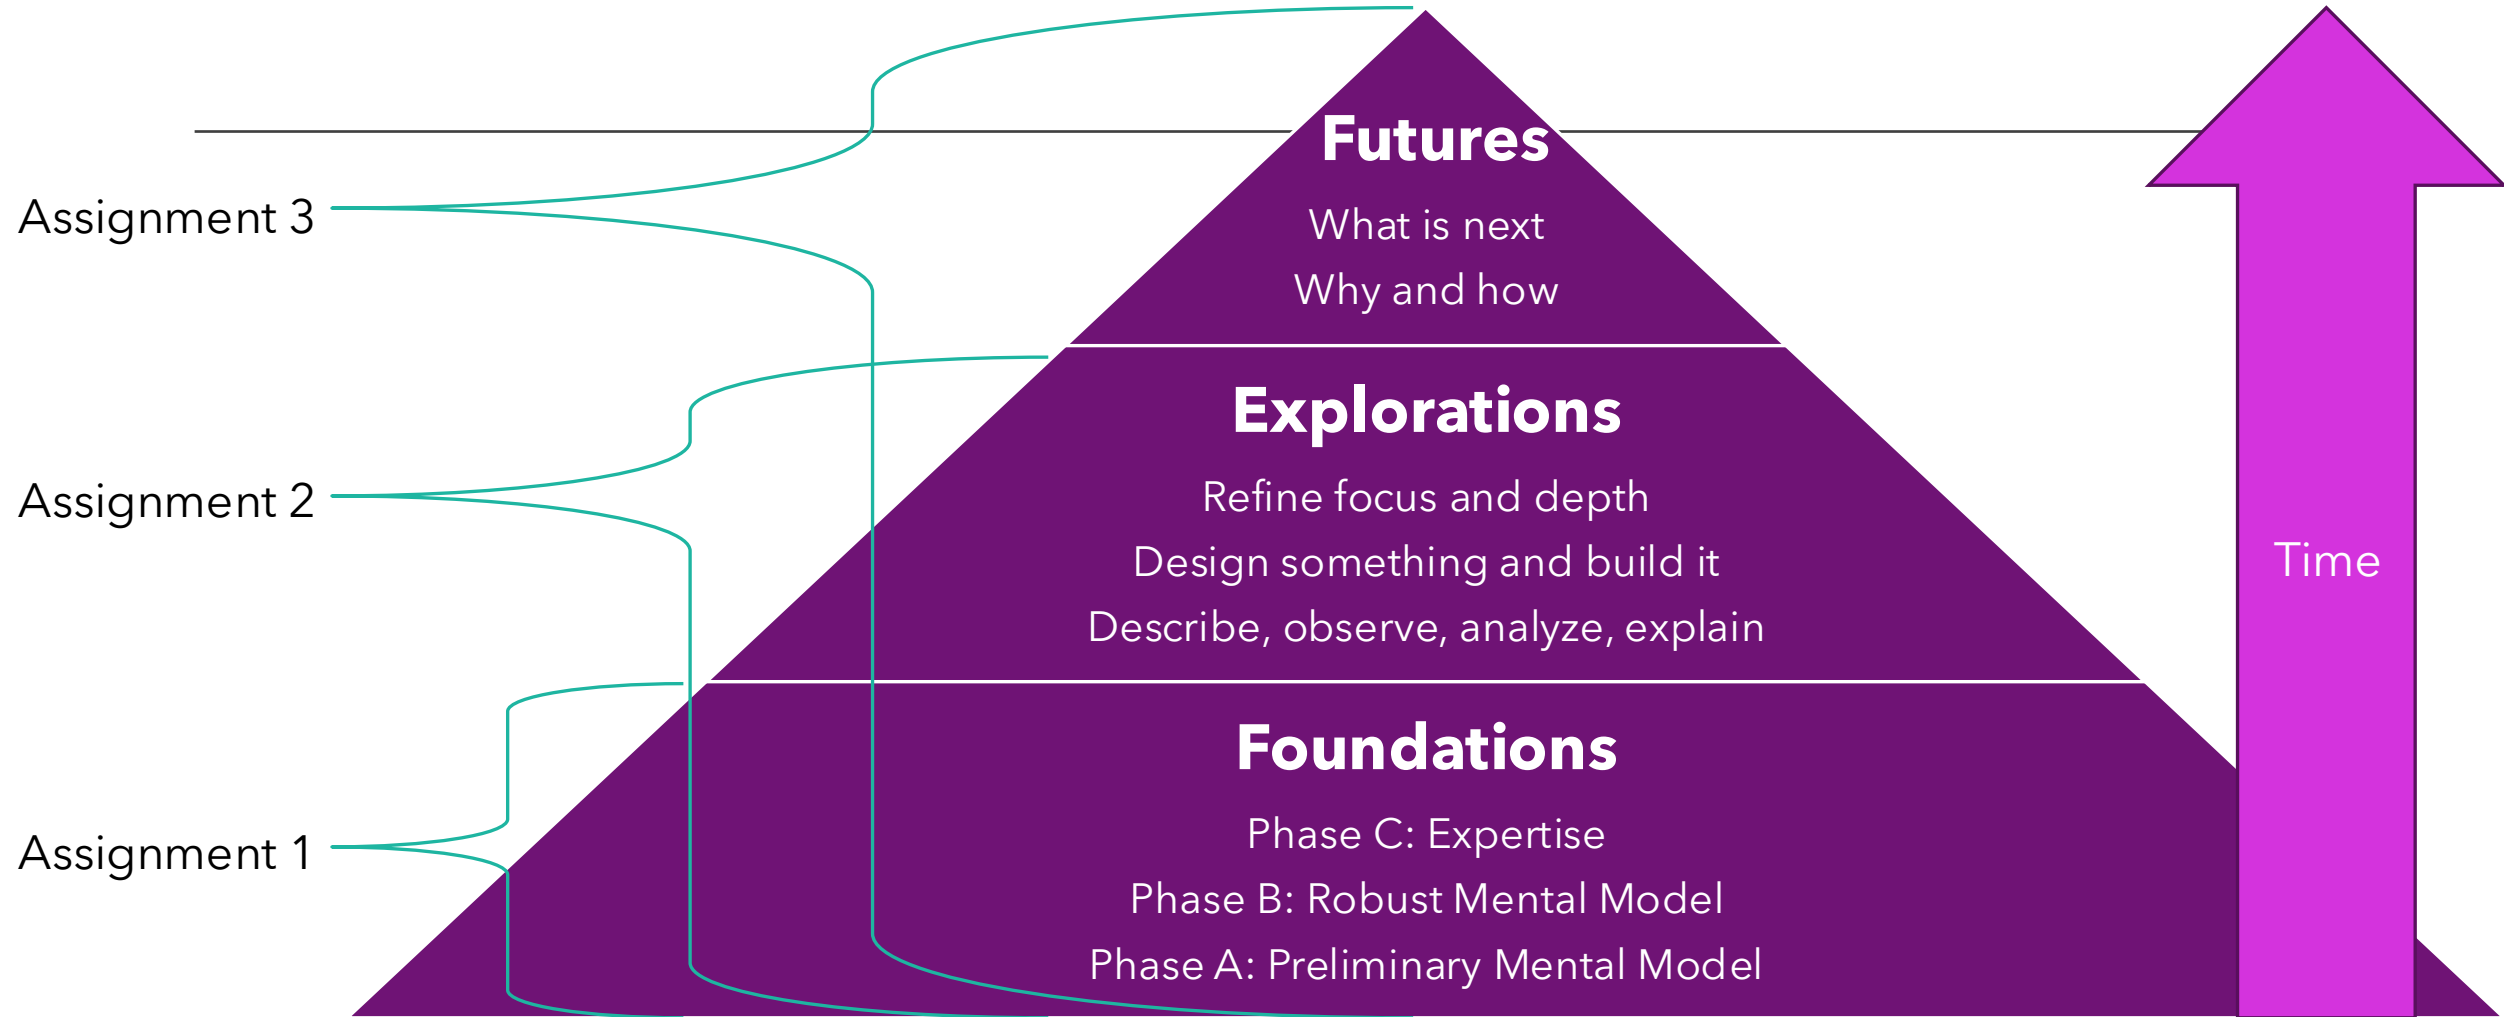 Futures
What is next
Why and how
Assignment 3
Explorations
Refine focus and depth
Design something and build it
Describe, observe, analyze, explain
Assignment 2
Foundations
Phase C: Expertise
Phase B: Robust Mental Model
Phase A: Preliminary Mental Model
Assignment 1
Time